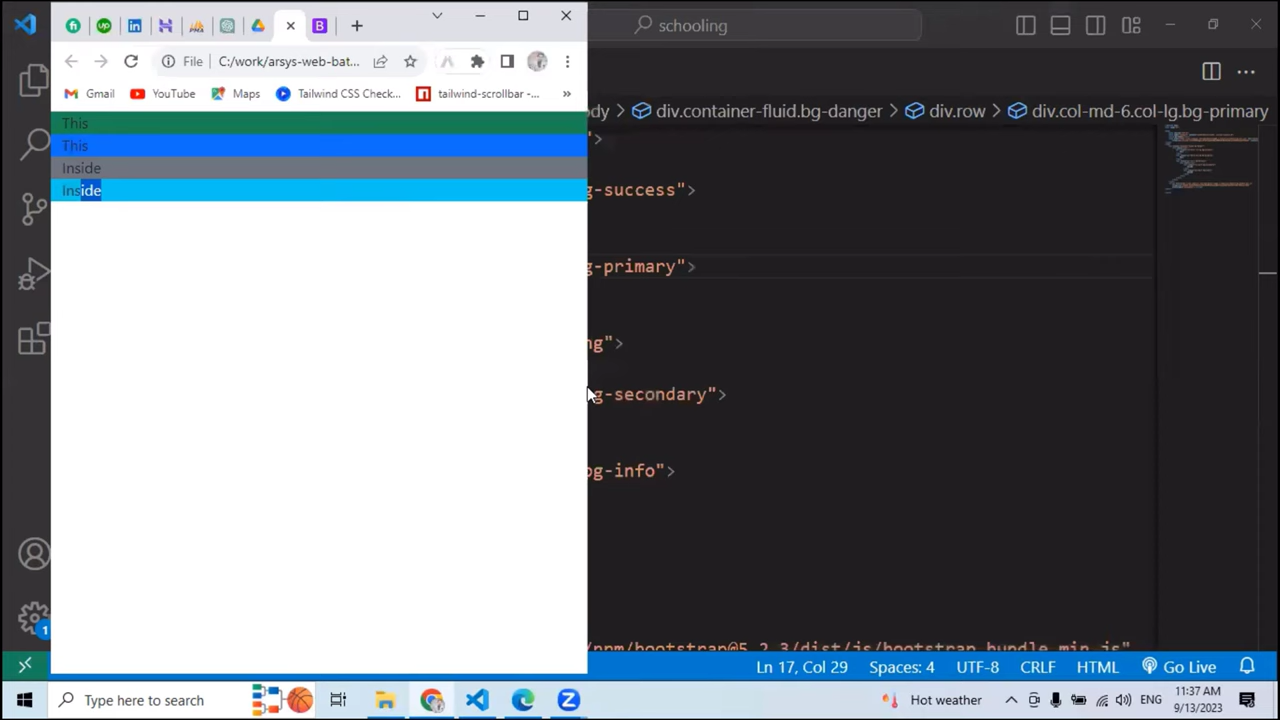 schooling
File
C:/work/arsys-web-bat...
Gmail
YouTube
Maps
Tailwind CSS Check...
tailwind-scrollbar -...
»
ody > div.container-fluid.bg-danger > div.row > div.col-md-6.col-lg.bg-primary
This
This
Inside
Inside
">
g-success">
g-primary">
ng">
g-secondary">
bg-info">
/npm/bootstrap@5.2.3/dist/js/bootstrap.bundle.min.js"
1
Ln 17, Col 29
Spaces: 4
UTF-8
CRLF
HTML
Go Live
Type here to search
Hot weather
ENG
11:37 AM
9/13/2023